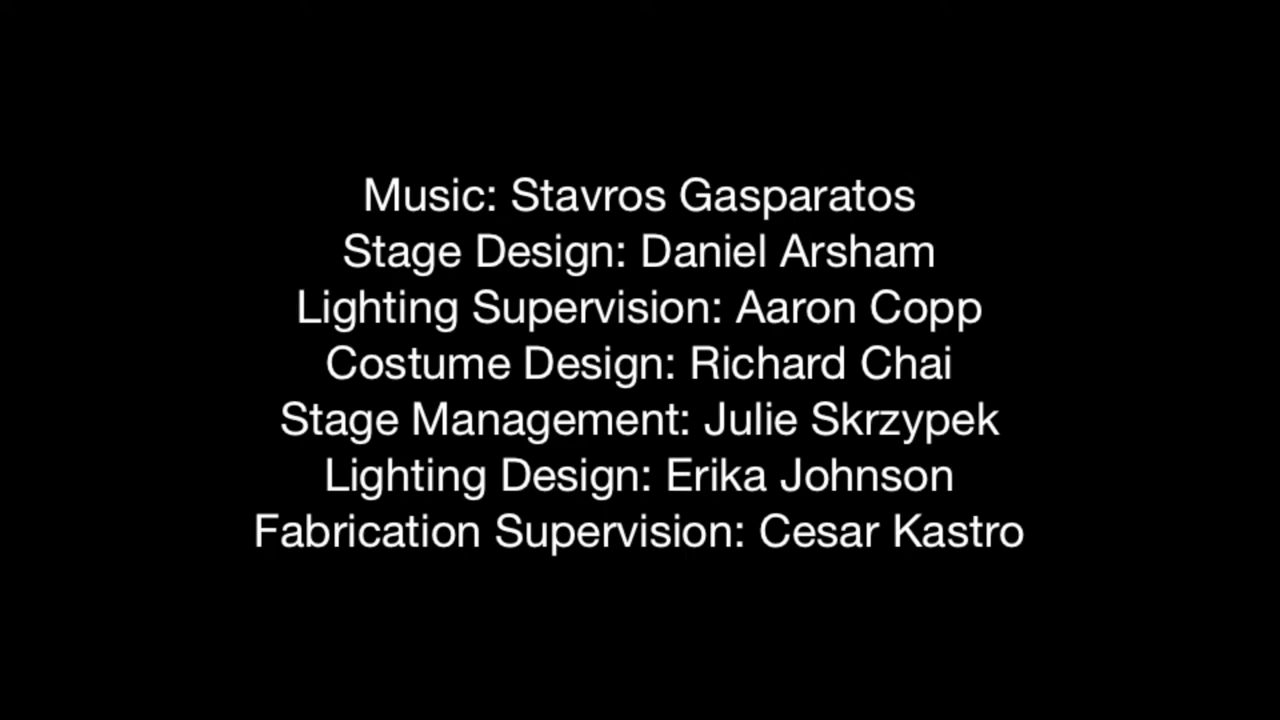 Music: Stavros Gasparatos
Stage Design: Daniel Arsham
Lighting Supervision: Aaron Copp
Costume Design: Richard Chai
Stage Management: Julie Skrzypek
Lighting Design: Erika Johnson
Fabrication Supervision: Cesar Kastro